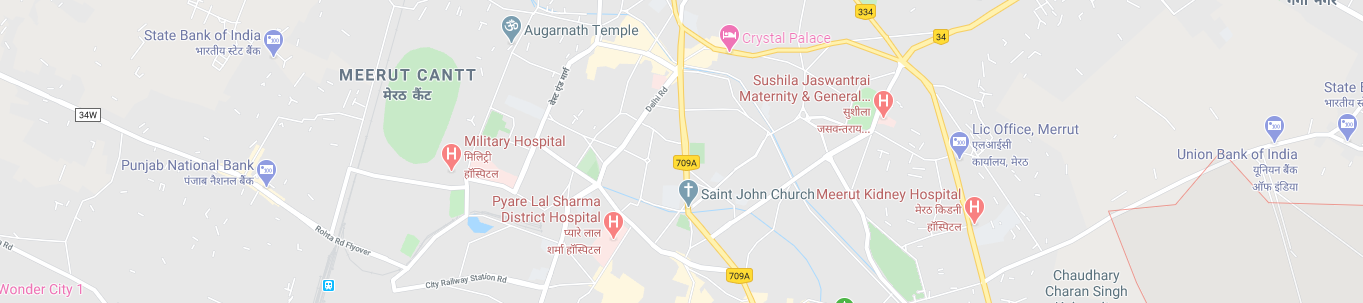 State Bank of India
भारतीय स्टेट बैंक
MEERUT CANTT
मेरठ कैंट
34W
Punjab National Bank
पंजाब नैशनल बैंक
Rohta Rd Flyover
Wonder City 1
Augarnath Temple
वेस्ट एंड मार्ग
Military Hospital
मिलिट्री
हॉस्पिटल
Pyare Lal Sharma
District Hospital
प्यारे लाल
शर्मा हॉस्पिटल
City Railway Station Rd
Delhi Rd
709A
Saint John Church
709A
Crystal Palace
334
34
Sushila Jaswantrai
Maternity & General...
सुशीला
जसवन्तराय...
Lic Office, Merrut
एलआईसी
कार्यालय, मेरठ
Meerut Kidney Hospital
मेरठ किडनी
हॉस्पिटल
Union Bank of India
यूनियन बैंक
ऑफ इंडिया
State
भारतीय
Chaudhary
Charan Singh